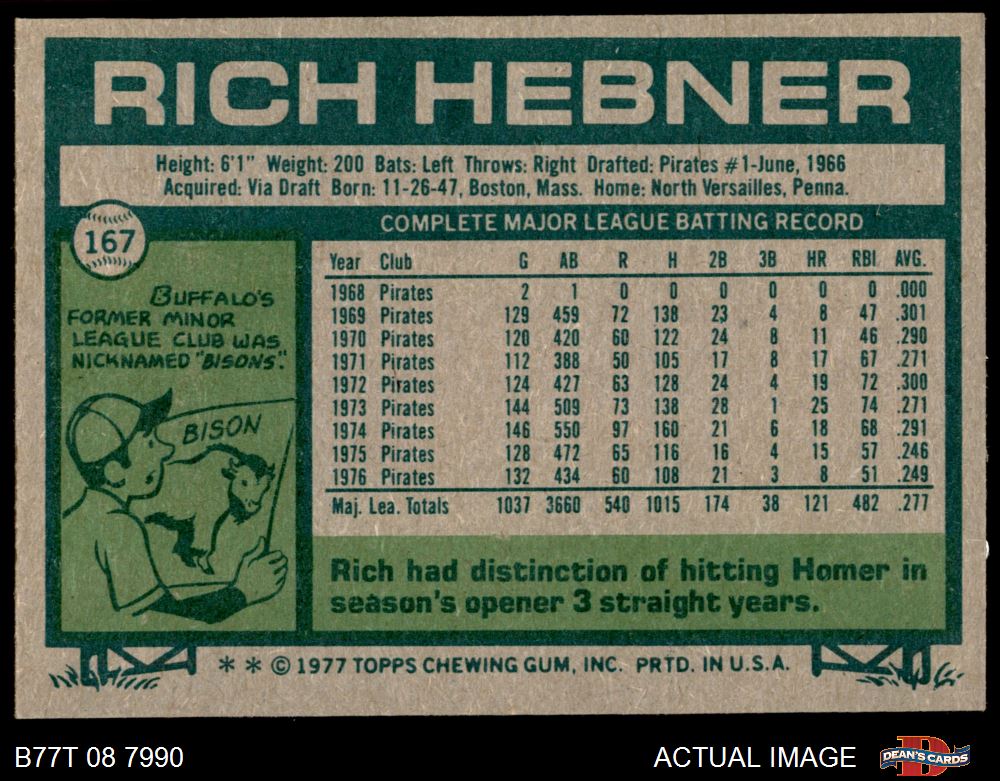 RICH HEBNER
Height: 6'1" Weight: 200 Bats: Left Throws: Right Drafted: Pirates #1-June, 1966
Acquired: Via Draft Born: 11-26-47, Boston, Mass. Home: North Versailles, Penna.
167
BUFFALO'S
FORMER MINOR
LEAGUE CLUB WAS
NICKNAMED "BISONS."
BISON
COMPLETE MAJOR LEAGUE BATTING RECORD
Year Club G AB R H 2B 3B HR RBI AVG.
1968 Pirates 2 1 0 0 0 0 0 0 .000
1969 Pirates 129 459 72 138 23 4 8 47 .301
1970 Pirates 120 420 60 122 24 8 11 46 .290
1971 Pirates 112 388 50 105 17 8 17 67 .271
1972 Pirates 124 427 63 128 24 4 19 72 .300
1973 Pirates 144 509 73 138 28 1 25 74 .271
1974 Pirates 146 550 97 160 21 6 18 68 .291
1975 Pirates 128 472 65 116 16 4 15 57 .246
1976 Pirates 132 434 60 108 21 3 8 51 .249
Maj. Lea. Totals 1037 3660 540 1015 174 38 121 482 .277
Rich had distinction of hitting Homer in
season's opener 3 straight years.
* * © 1977 TOPPS CHEWING GUM, INC. PRTD. IN U.S.A.
B77T 08 7990
ACTUAL IMAGE
D
DEAN'S CARDS